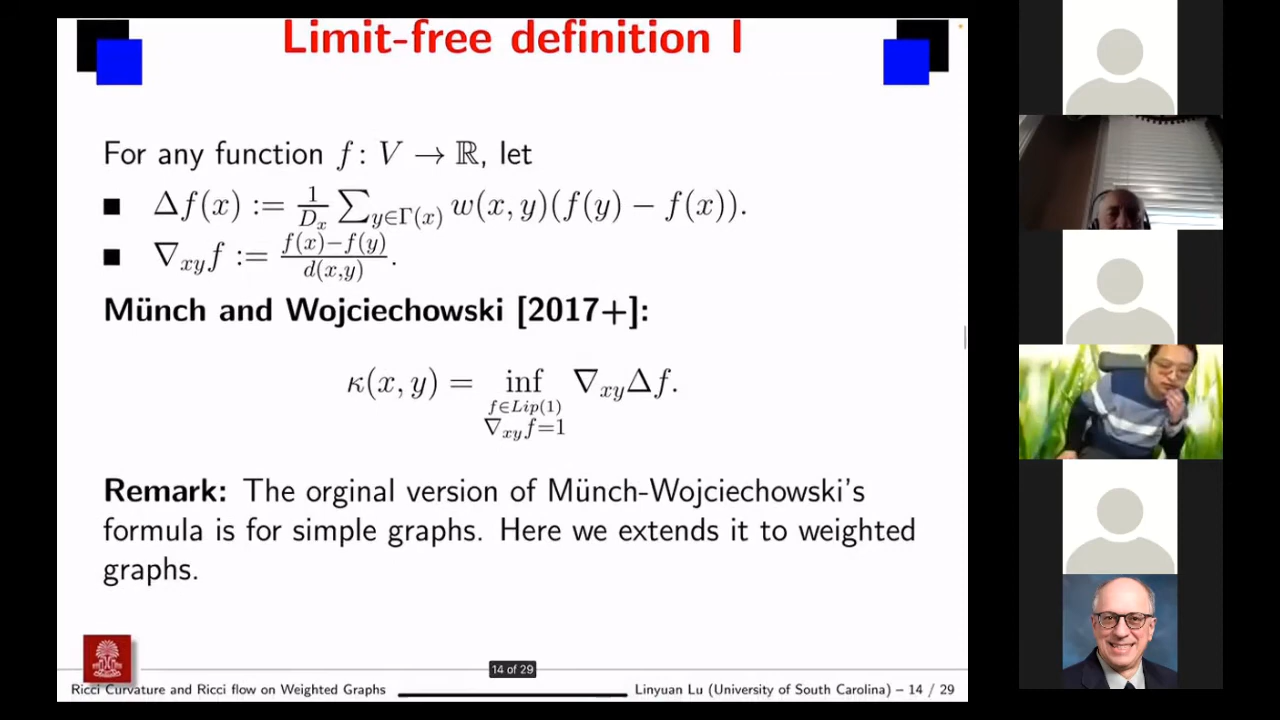 Limit-free definition I
For any function f : V → ℝ, let
■ Δf(x) := 1/D_x ∑_{y∈Γ(x)} w(x, y)(f(y) − f(x)).
■ ∇_{xy}f := (f(x)−f(y))/d(x,y).
Münch and Wojciechowski [2017+]:
κ(x, y) = inf_{f∈Lip(1) ∇_{xy}f=1} ∇_{xy}Δf.
Remark: The orginal version of Münch-Wojciechowski's
formula is for simple graphs. Here we extends it to weighted
graphs.
14 of 29
Ricci Curvature and Ricci flow on Weighted Graphs
Linyuan Lu (University of South Carolina) – 14 / 29